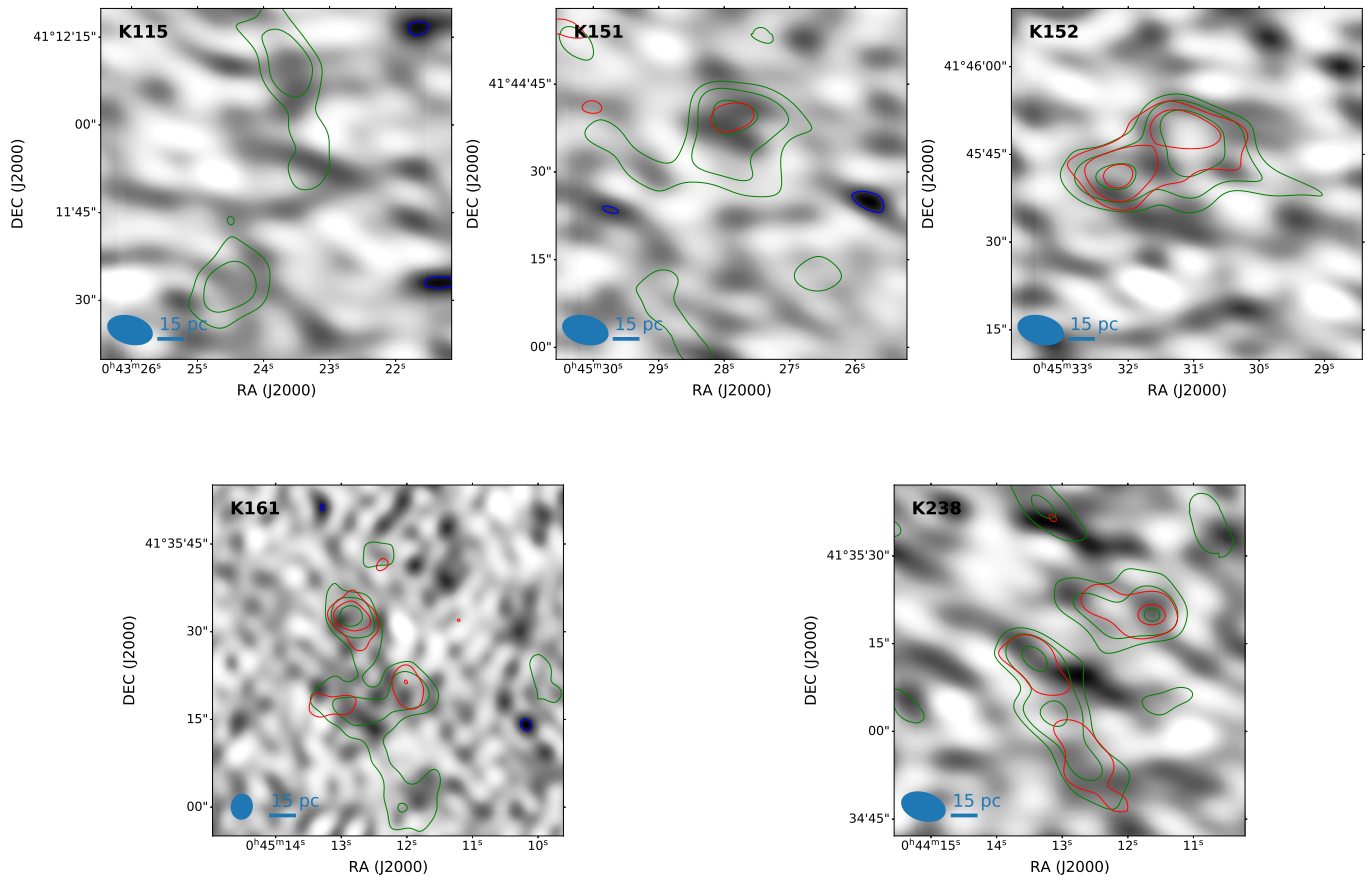 K115
41°12'15"
00"
11'45"
30"
DEC (J2000)
15 pc
0h43m26s 25s 24s 23s 22s
RA (J2000)
K151
41°44'45"
30"
15"
00"
DEC (J2000)
15 pc
0h45m30s 29s 28s 27s 26s
RA (J2000)
K152
41°46'00"
45'45"
30"
15"
DEC (J2000)
15 pc
0h45m33s 32s 31s 30s 29s
RA (J2000)
K161
41°35'45"
30"
15"
00"
DEC (J2000)
15 pc
0h45m14s 13s 12s 11s 10s
RA (J2000)
K238
41°35'30"
15"
00"
34'45"
DEC (J2000)
15 pc
0h44m15s 14s 13s 12s 11s
RA (J2000)